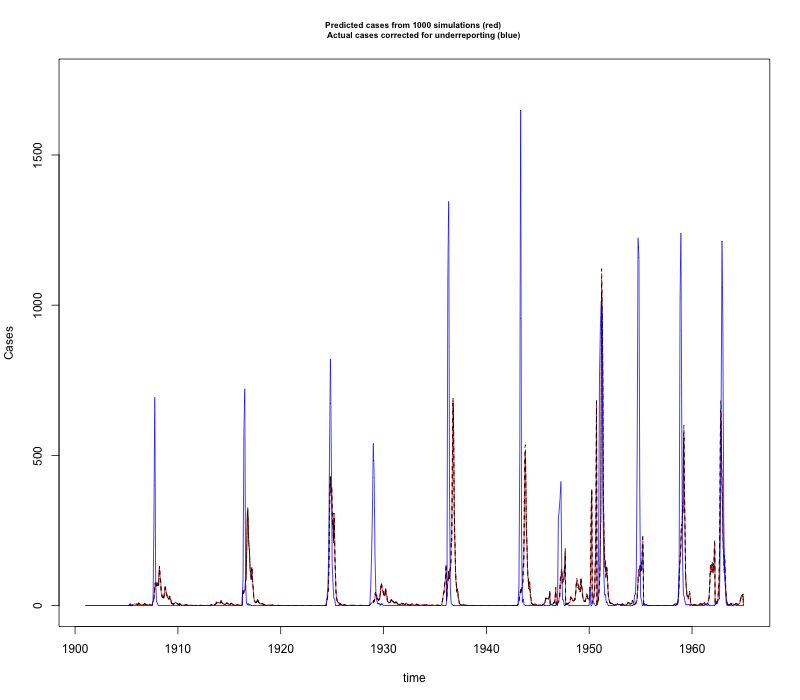 Predicted cases from 1000 simulations (red)
Actual cases corrected for underreporting (blue)
Cases
1500
1000
500
0
1900 1910 1920 1930 1940 1950 1960
time